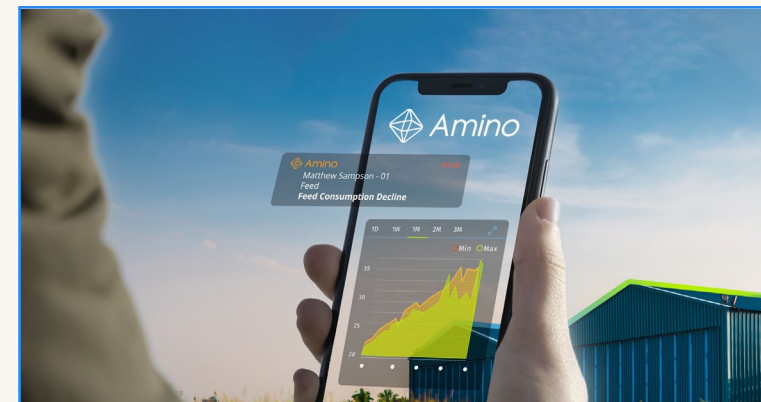 Amino
Amino now
Matthew Sampson - 01
Feed
Feed Consumption Decline
1D 1W 1M 2M 3M
Min Max
35
30
25
20